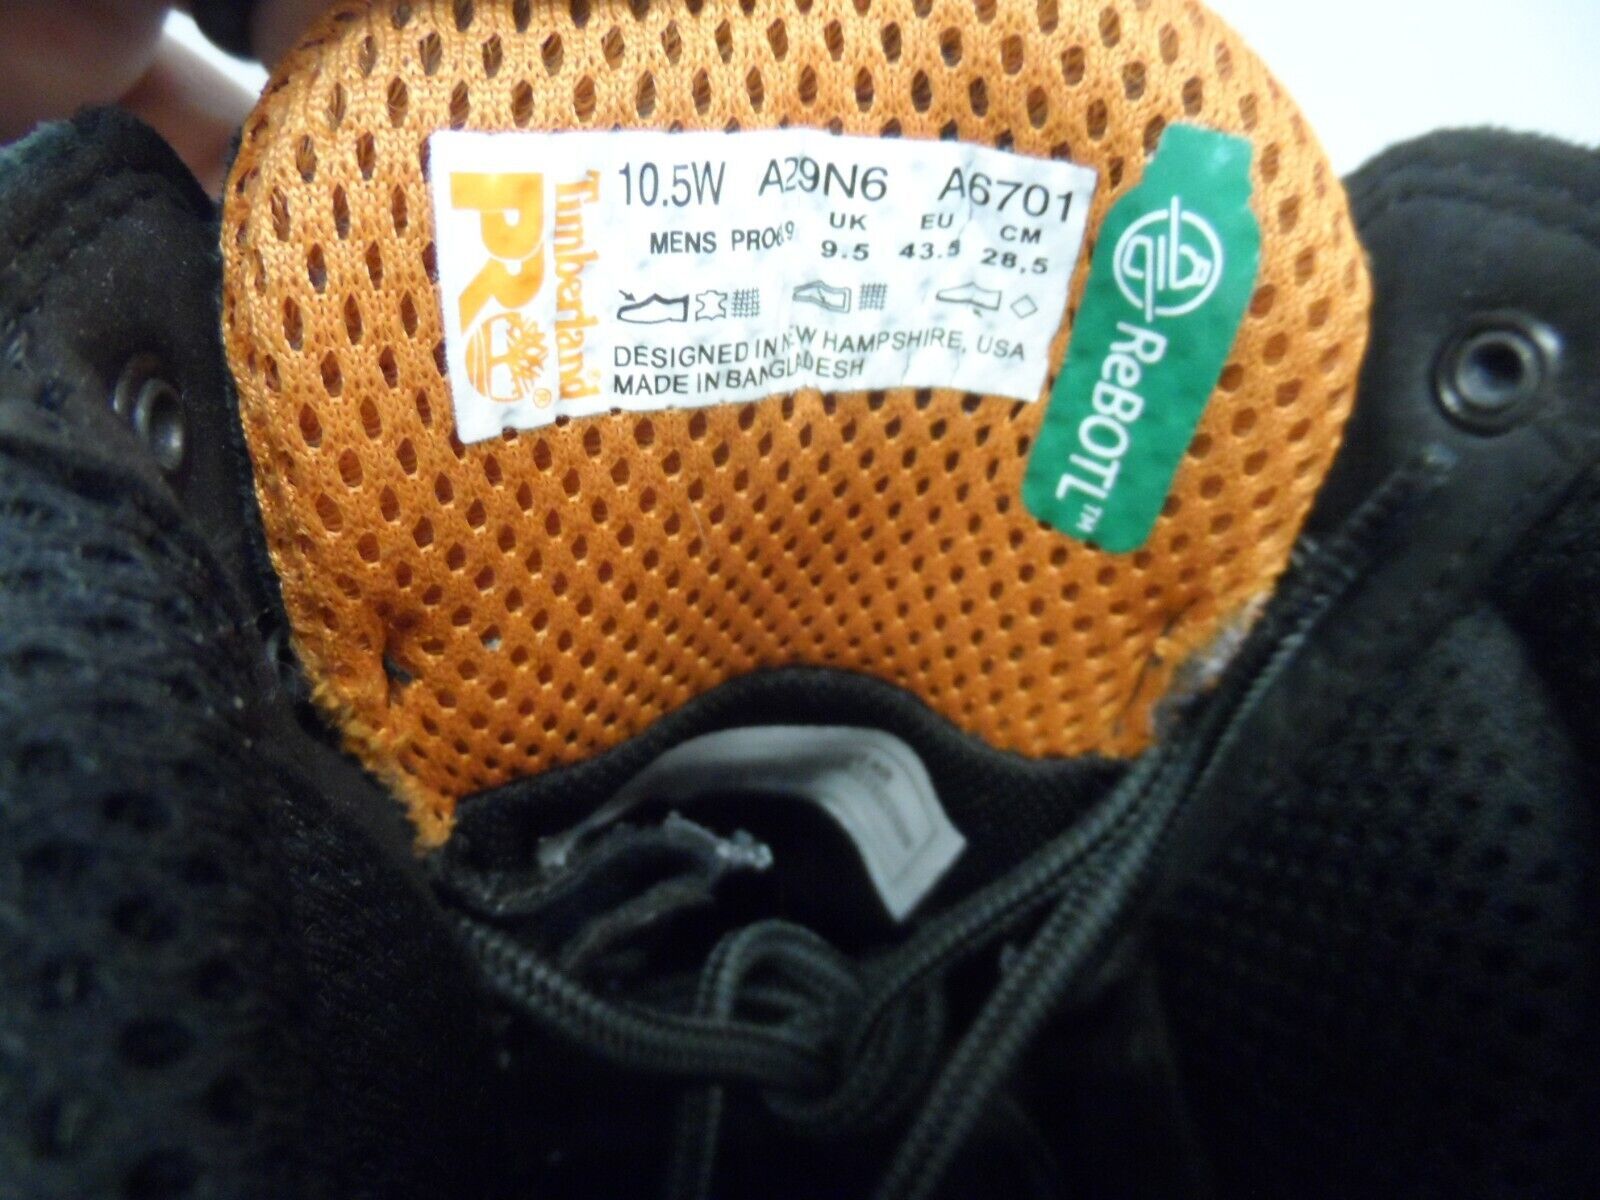 PRO
Timberland®
10.5W A29N6 A6701
MENS UK EU CM
9.5 43.5 28.5
DESIGNED IN NEW HAMPSHIRE, USA
MADE IN BANGLADESH
ReBOTL™